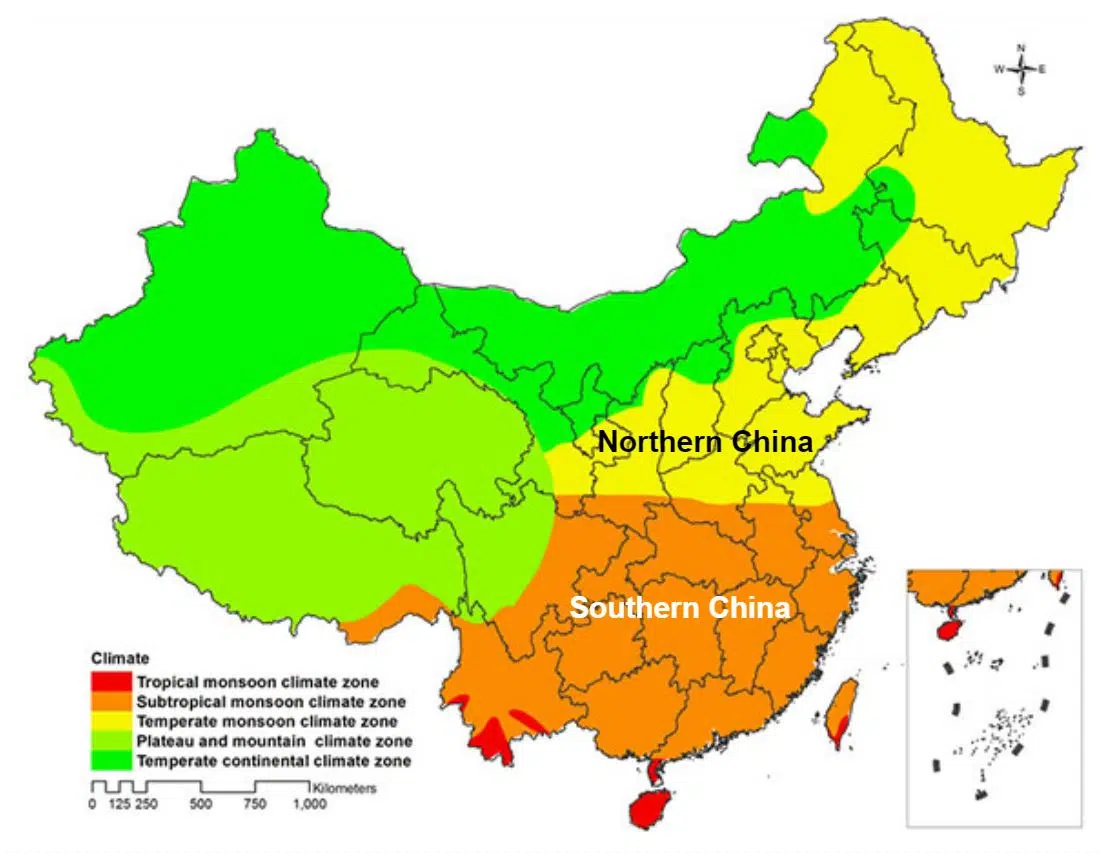 N
W E
S
Northern China
Southern China
Climate
Tropical monsoon climate zone
Subtropical monsoon climate zone
Temperate monsoon climate zone
Plateau and mountain climate zone
Temperate continental climate zone
Kilometers
0 125 250 500 750 1,000